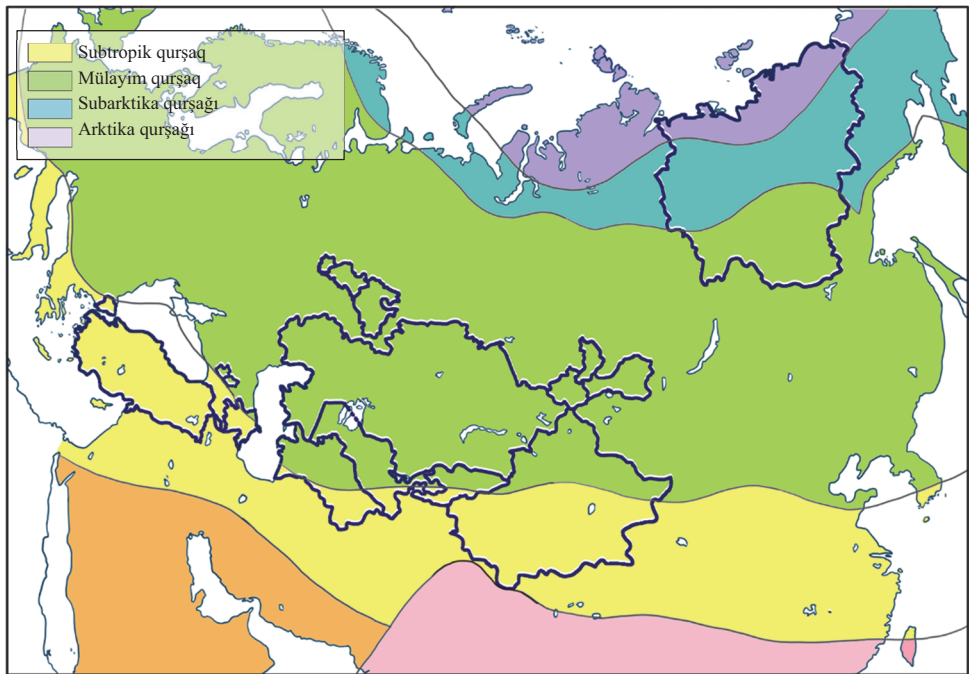 Subtropik qurşaq
Mülayim qurşaq
Subarktika qurşağı
Arktika qurşağı